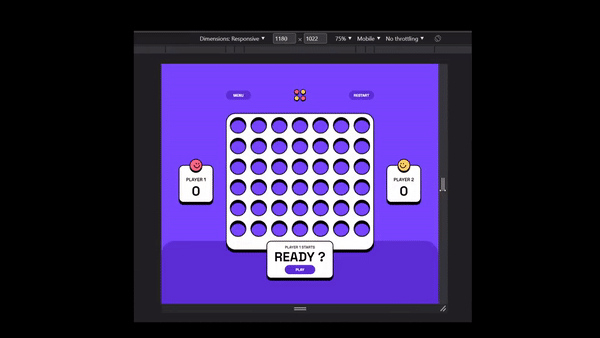 Dimensions: Responsive 1180 x 1022 75% Mobile No throttling
MENU RESTART
PLAYER 1
0
PLAYER 2
0
PLAYER 1 STARTS
READY ?
PLAY